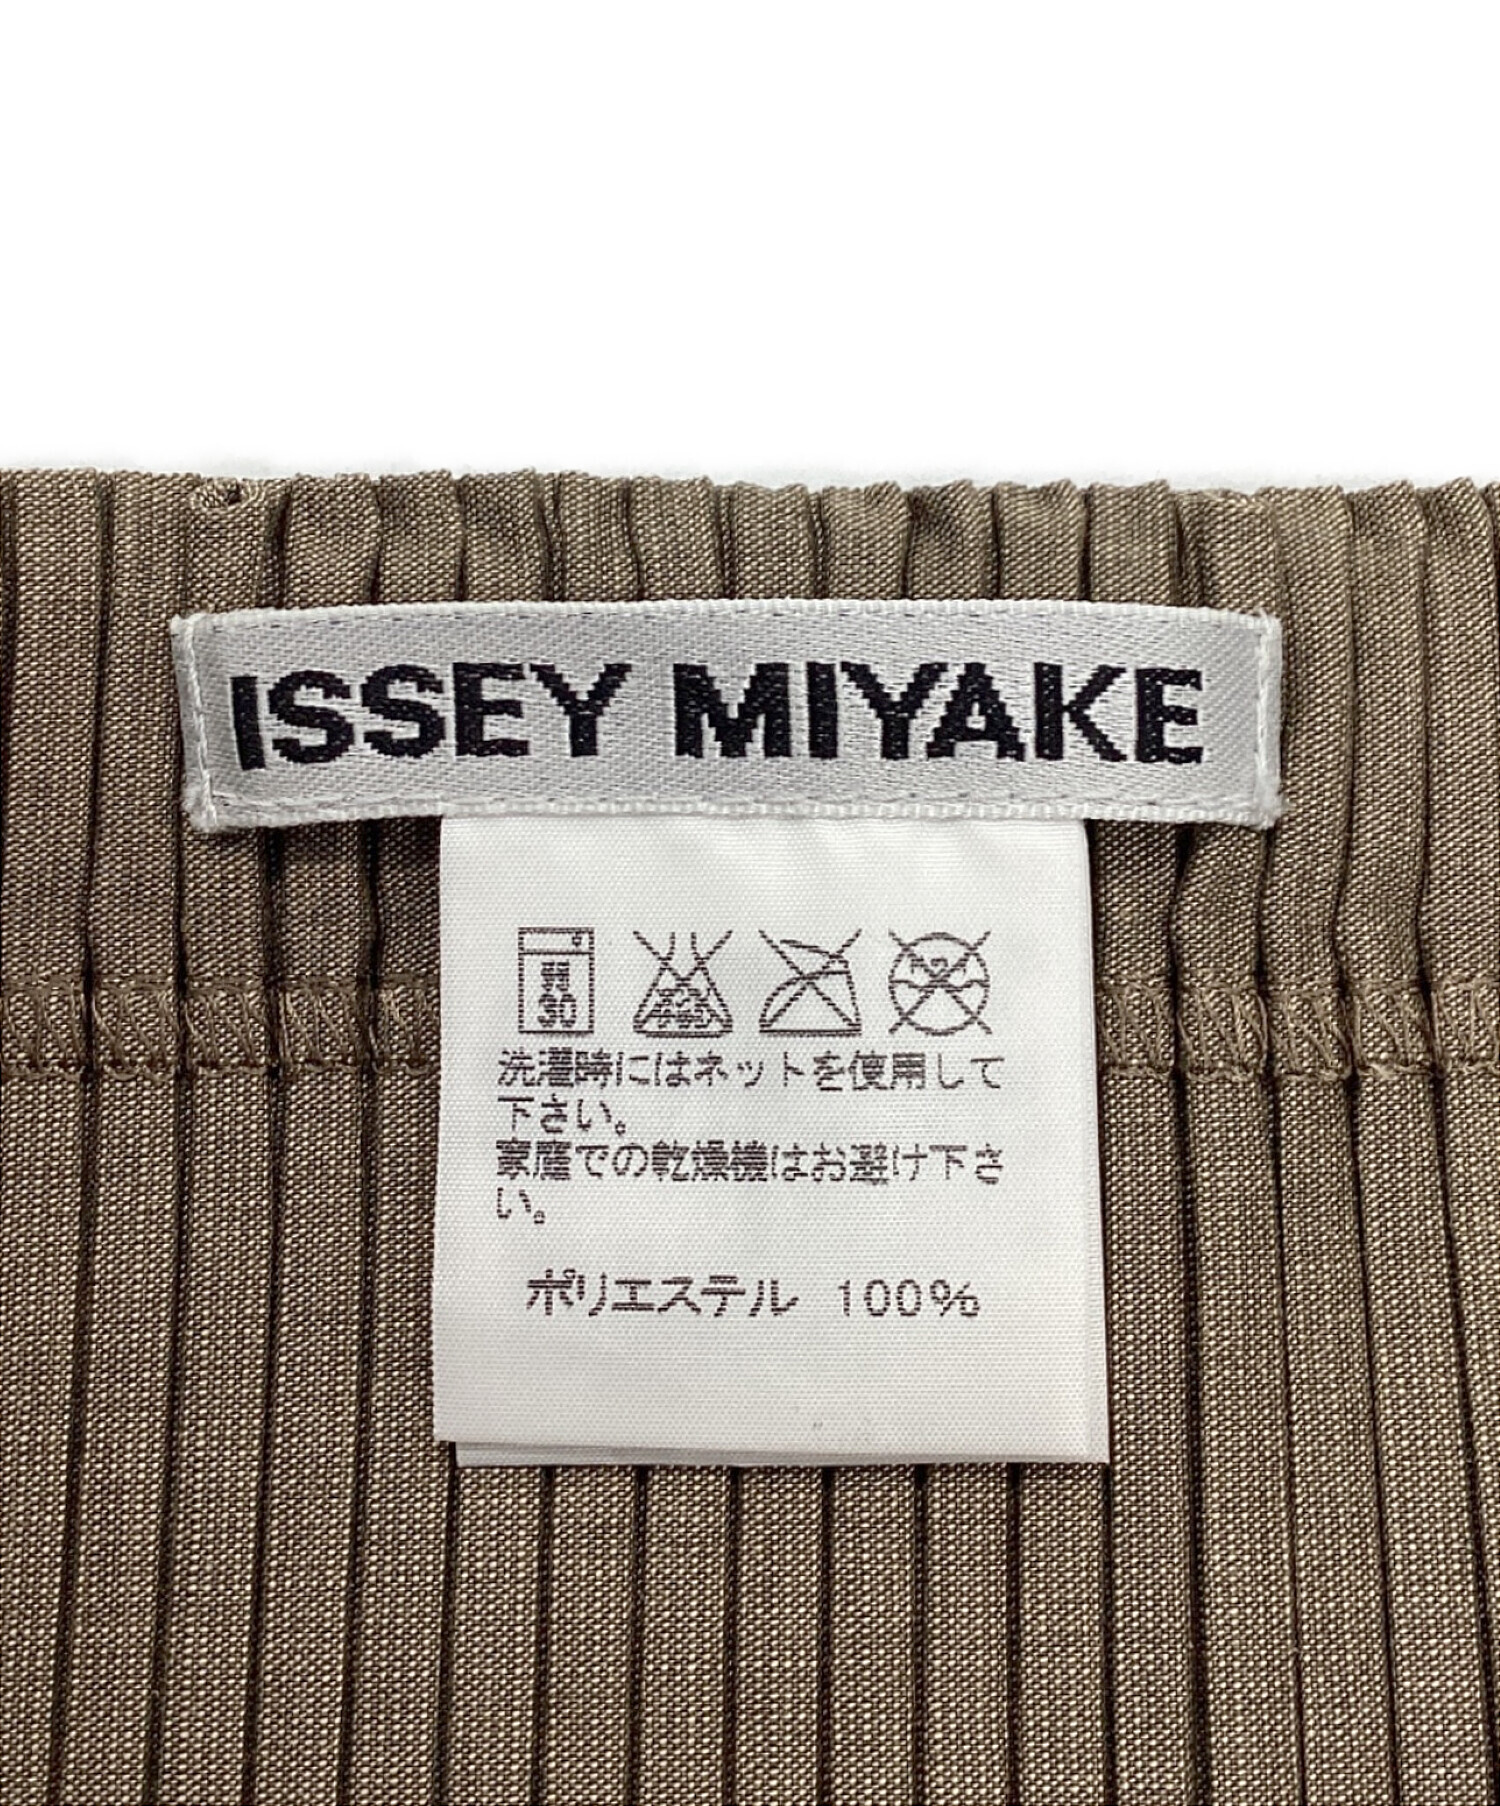 ISSEY MIYAKE
弱
30
洗濯時にはネットを使用して
下さい。
家庭での乾燥機はお避け下さ
い。
ポリエステル 100%